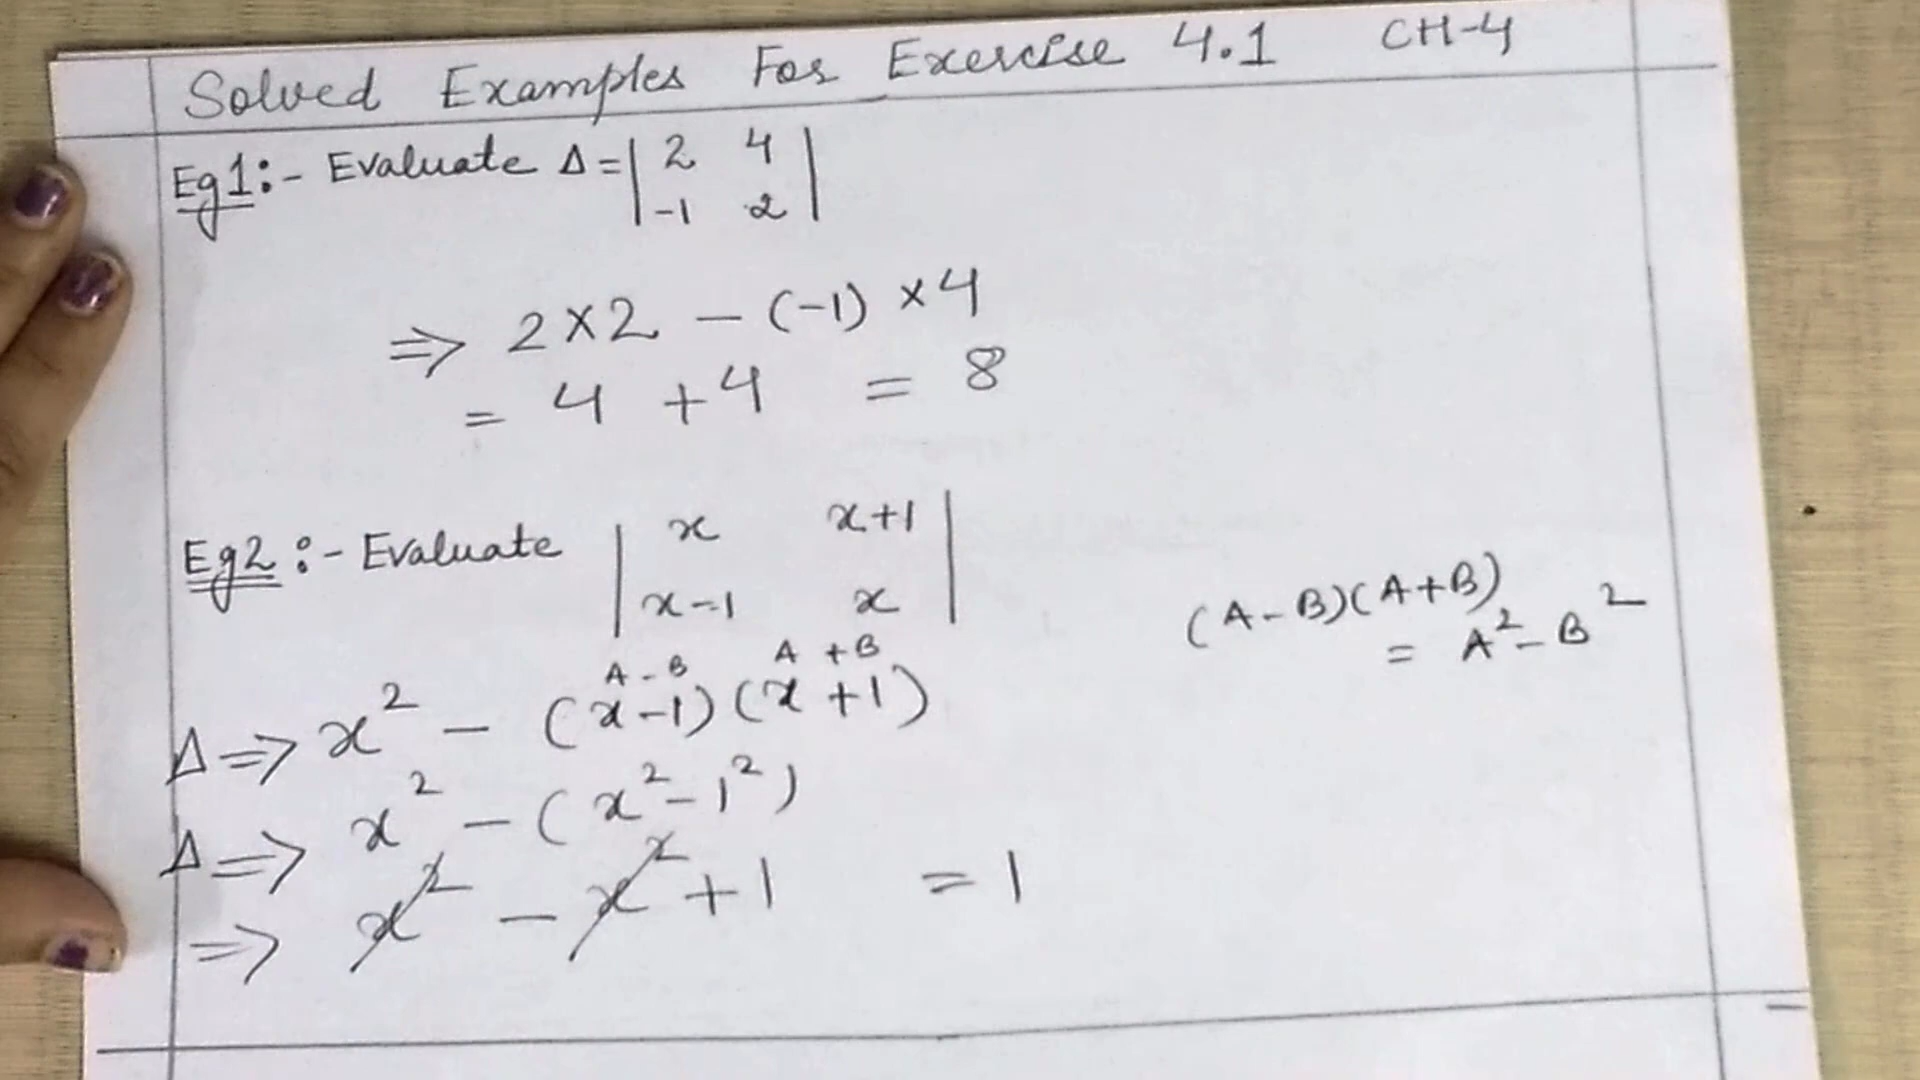 Solved Examples For Exercise 4.1 CH-4
Eg1:- Evaluate Δ = | 2 4 |
| -1 2 |
⇒ 2 × 2 - (-1) × 4
= 4 + 4 = 8
Eg2:- Evaluate | x x+1 |
| x-1 x |
(A-B)(A+B)
= A² - B²
A - B A + B
Δ ⇒ x² - (x-1)(x+1)
Δ ⇒ x² - (x² - 1²)
⇒ x² - x² + 1 = 1